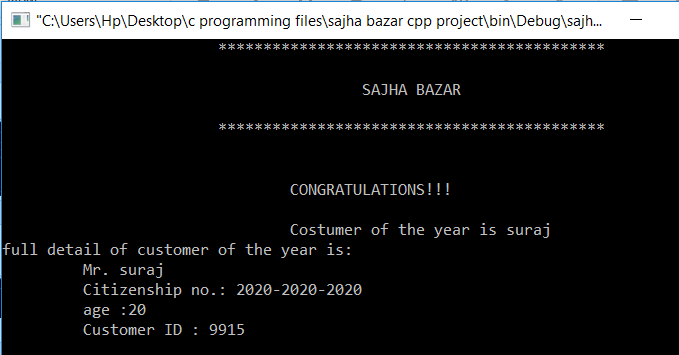 "C:\Users\Hp\Desktop\c programming files\sajha bazar cpp project\bin\Debug\sajh...
*******************************************
SAJHA BAZAR
*******************************************
CONGRATULATIONS!!!
Costumer of the year is suraj
full detail of customer of the year is:
Mr. suraj
Citizenship no.: 2020-2020-2020
age :20
Customer ID : 9915